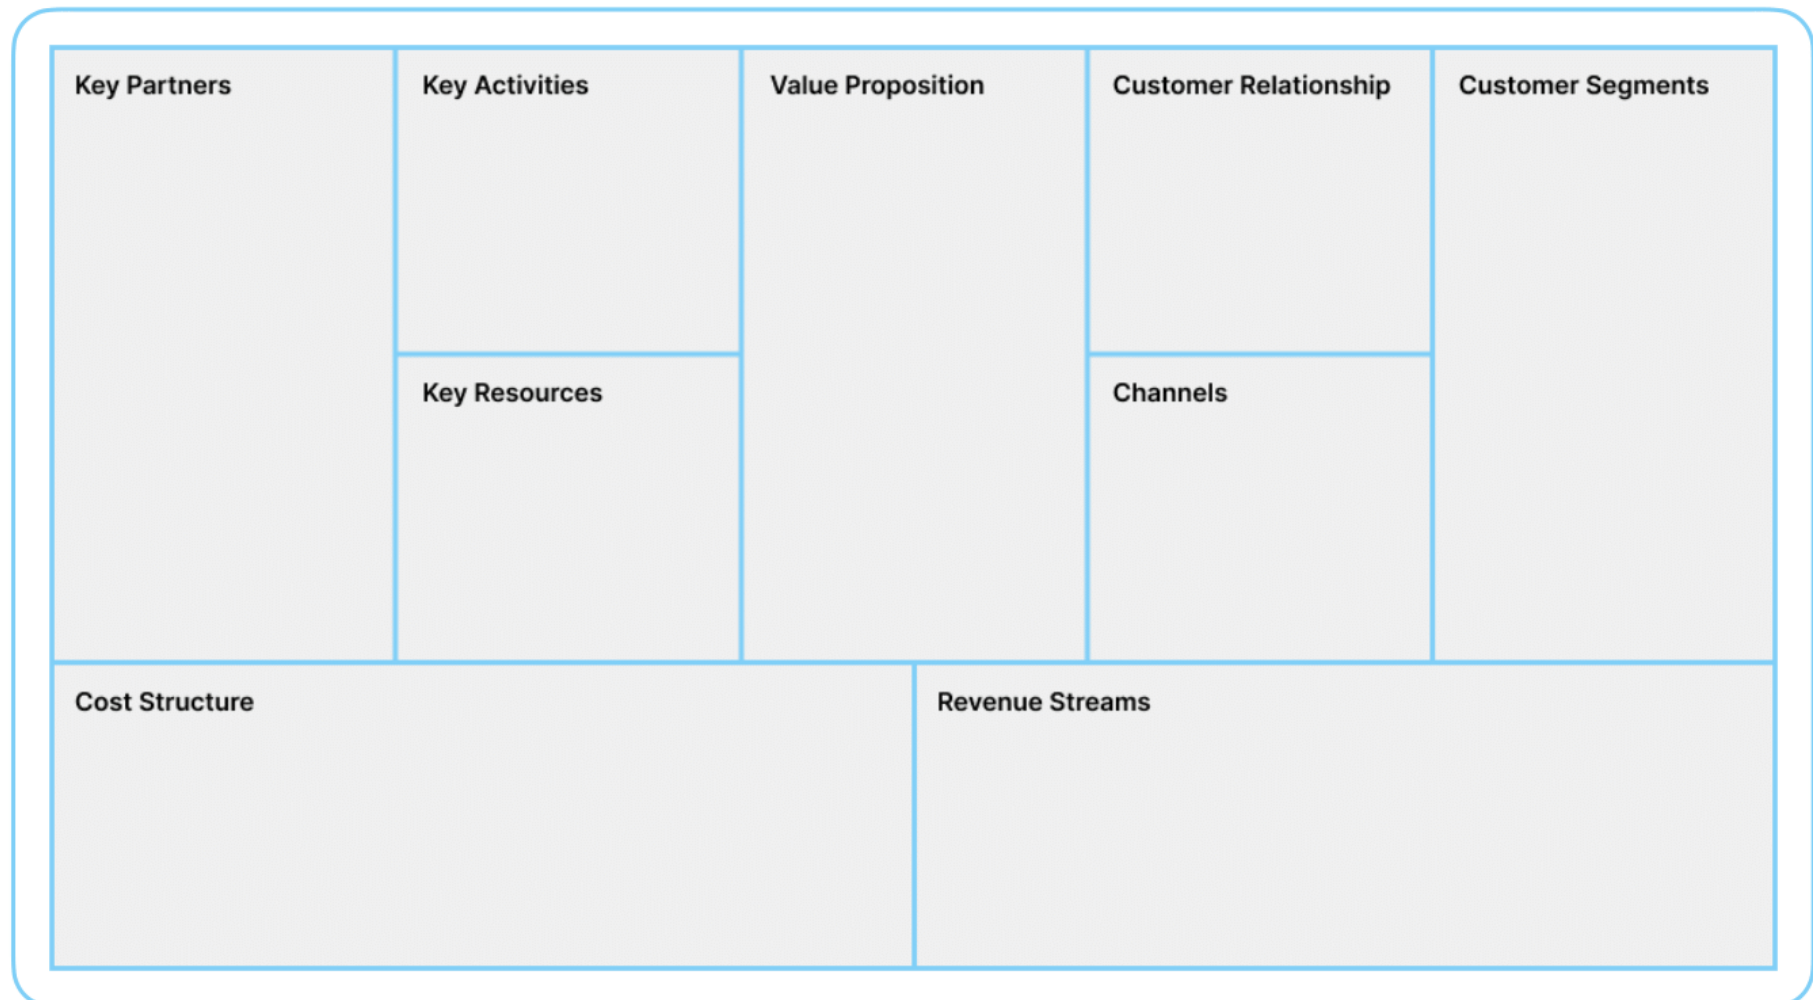 Key Partners
Key Activities
Value Proposition
Customer Relationship
Customer Segments
Key Resources
Channels
Cost Structure
Revenue Streams